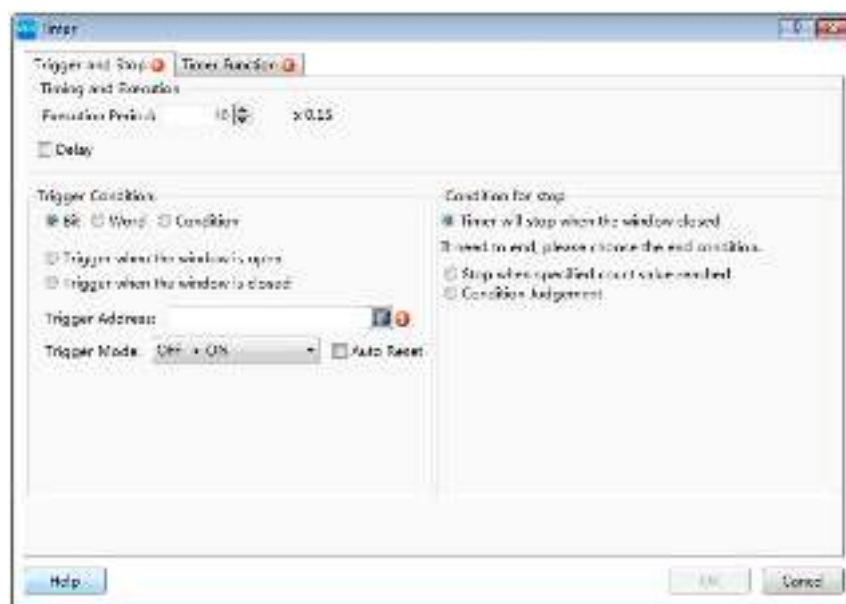 Timer
Trigger and Stop Timer Function
Timing and Execution
Execution Period: 10 x 0.1S
Delay
Trigger Condition
Bit Word Condition
Trigger when the window is open
Trigger when the window is closed
Trigger Address:
Trigger Mode: OFF ON Auto Reset
Condition for stop
Timer will stop when the window closed
If need to end, please choose the end condition.
Stop when specified count value reached
Condition Judgement
Help OK Cancel